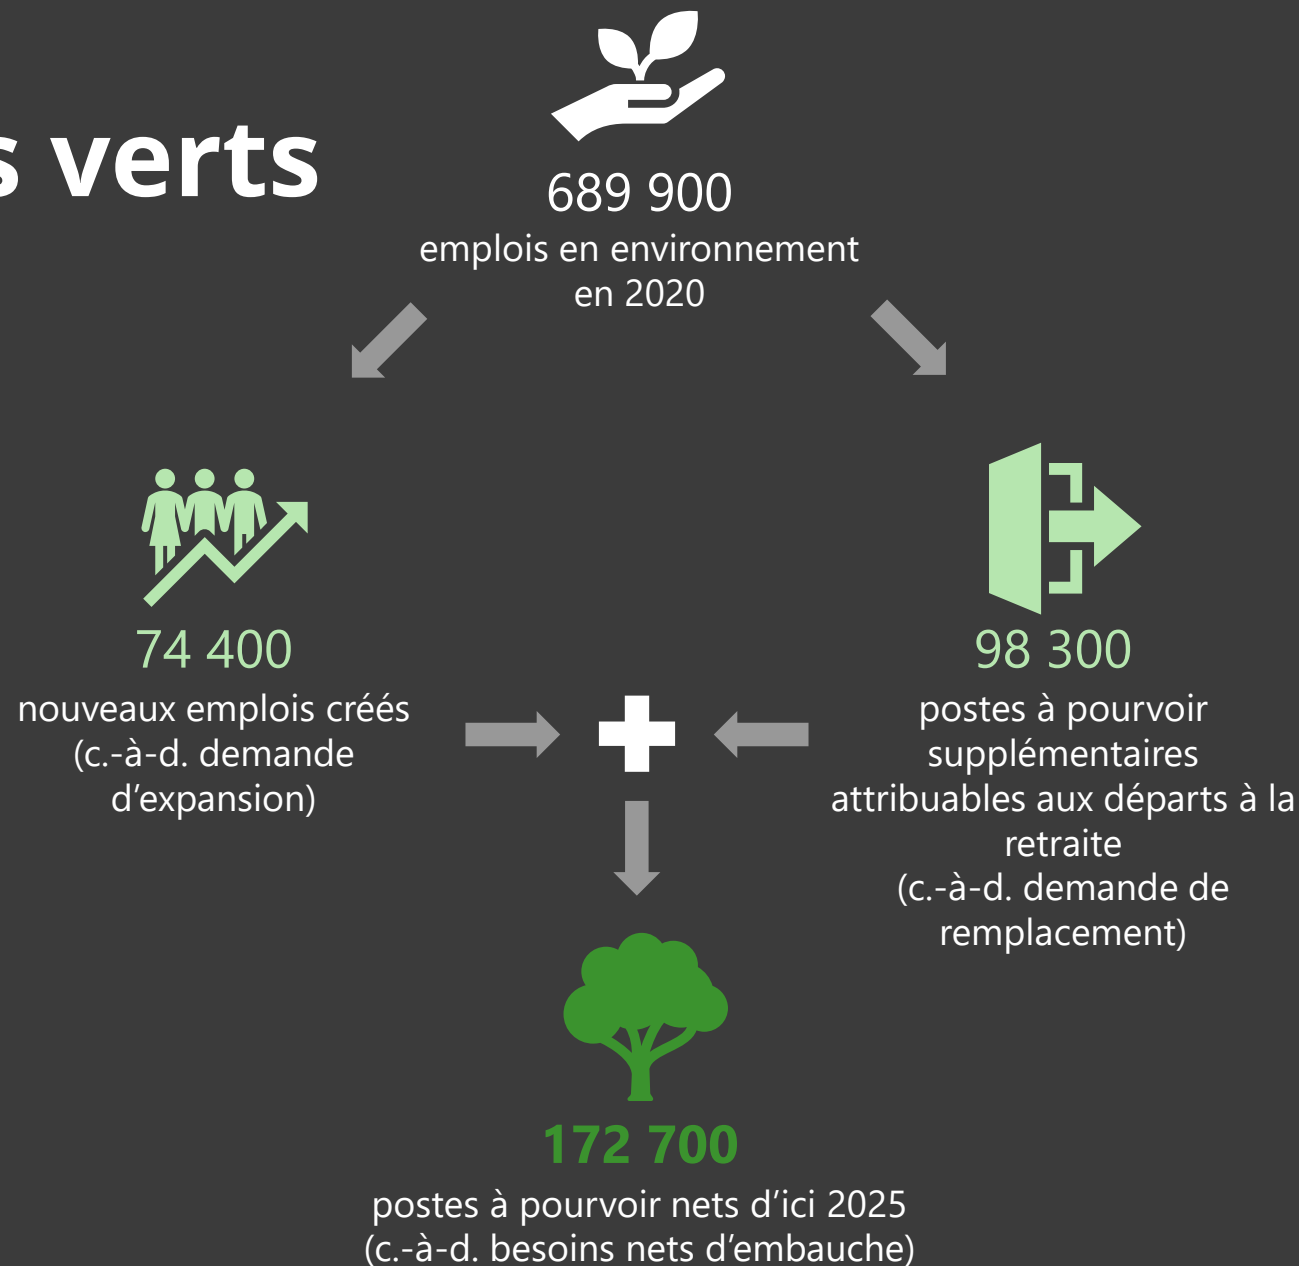 s verts
689 900
emplois en environnement
en 2020
74 400
nouveaux emplois créés
(c.-à-d. demande
d’expansion)
98 300
postes à pourvoir
supplémentaires
attribuables aux départs à la
retraite
(c.-à-d. demande de
remplacement)
172 700
postes à pourvoir nets d’ici 2025
(c.-à-d. besoins nets d’embauche)